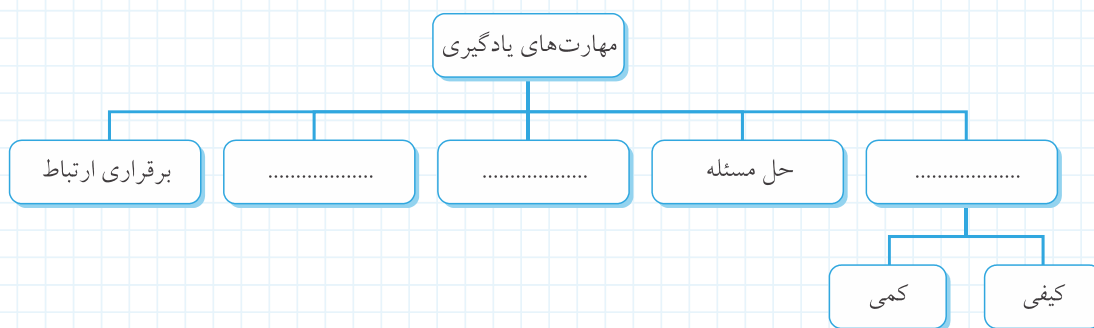 مهارت‌های یادگیری
...................
حل مسئله
...................
...................
برقراری ارتباط
کیفی
کمی